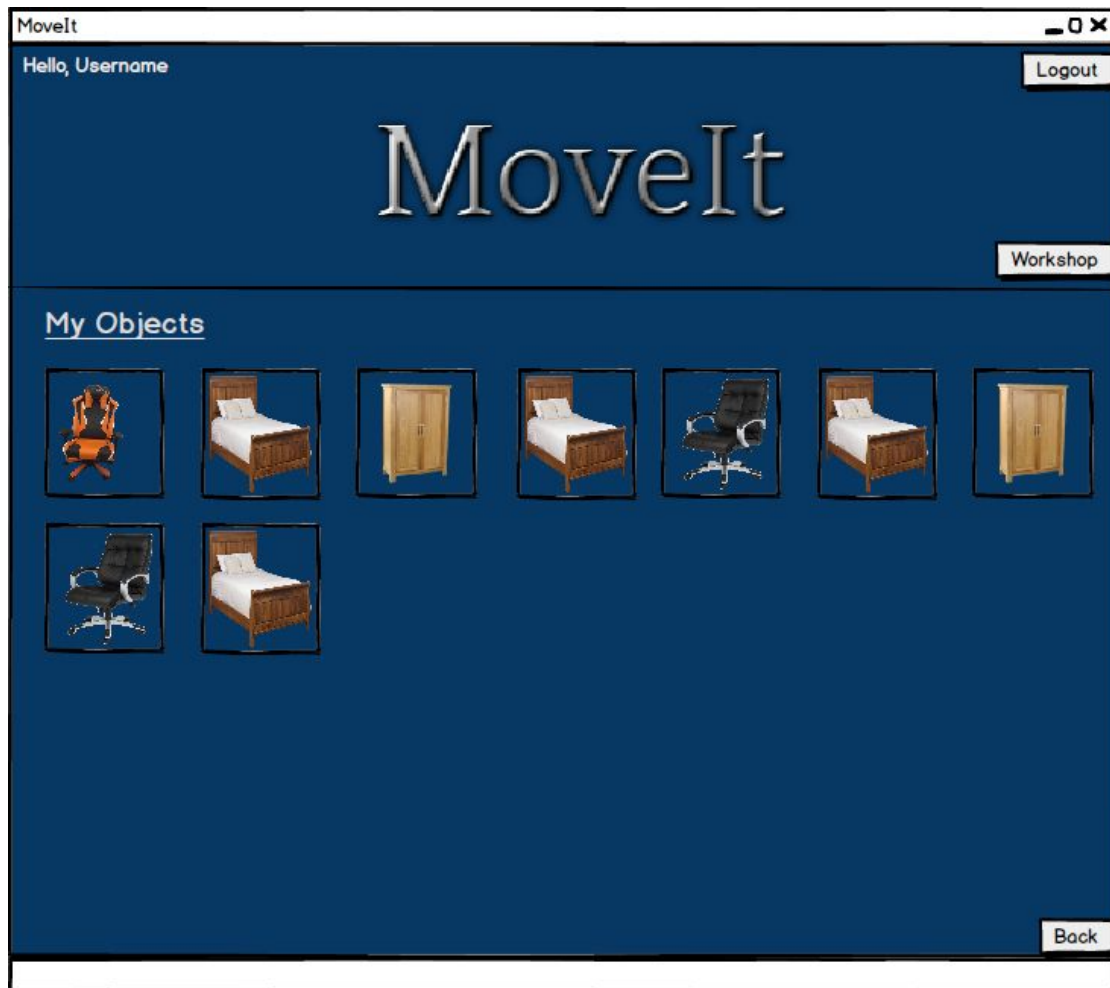 MoveIt
Hello, Username
Logout
MoveIt
Workshop
My Objects
Back